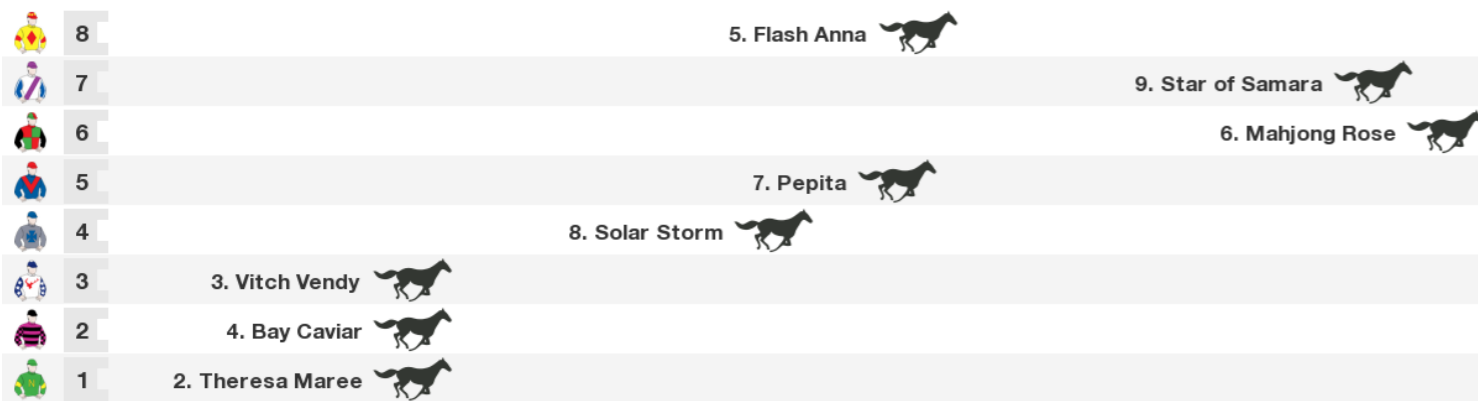 8 5. Flash Anna
7 9. Star of Samara
6 6. Mahjong Rose
5 7. Pepita
4 8. Solar Storm
3 3. Vitch Vendy
2 4. Bay Caviar
N 1 2. Theresa Maree